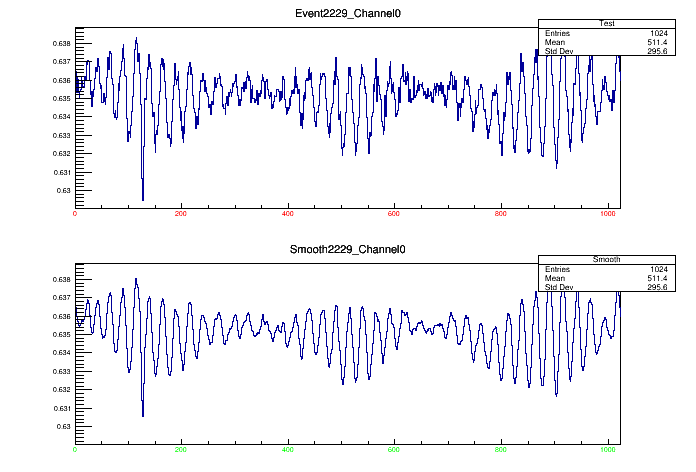 Event2229_Channel0
Test
Entries 1024
Mean 511.4
Std Dev 295.6
0.638
0.637
0.636
0.635
0.634
0.633
0.632
0.631
0.63
0 200 400 600 800 1000
Smooth2229_Channel0
Smooth
Entries 1024
Mean 511.4
Std Dev 295.6
0.638
0.637
0.636
0.635
0.634
0.633
0.632
0.631
0.63
0 200 400 600 800 1000